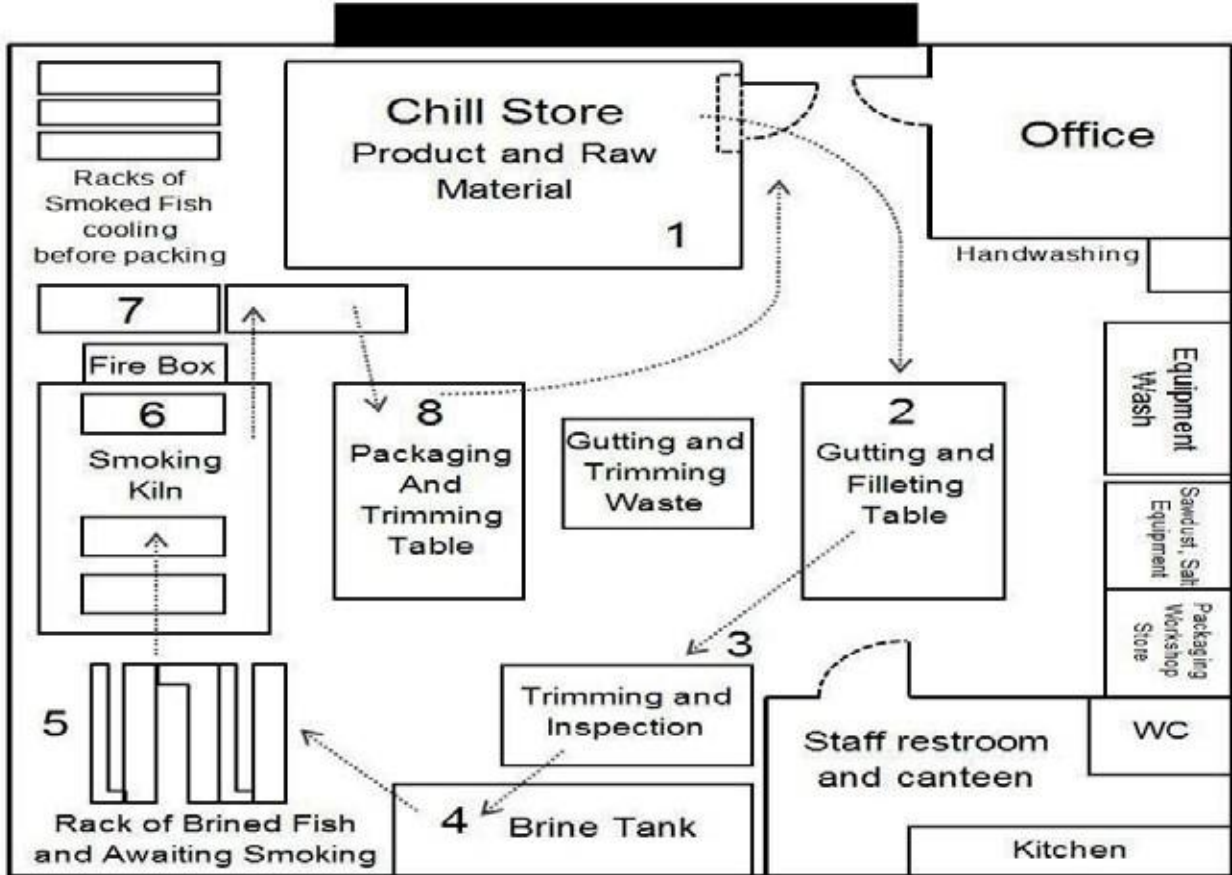 Chill Store
Product and Raw
Material
1
Office
Racks of
Smoked Fish
cooling
before packing
Handwashing
7
Fire Box
6
Smoking
Kiln
8
Packaging
And
Trimming
Table
Gutting and
Trimming
Waste
2
Gutting and
Filleting
Table
Equipment
Wash
Sawdust, Salt
Equipment
Packaging
Workshop
Store
3
Trimming and
Inspection
5
Rack of Brined Fish
and Awaiting Smoking
4
Brine Tank
Staff restroom
and canteen
WC
Kitchen